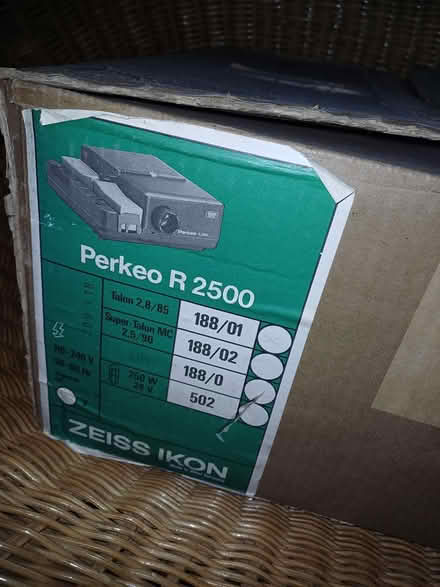 Perkeo R 2500
Talon 2,8/85
188/01
Super-Talon MC
2,5/90
188/02
188/0
250 W
502
ZEISS IKON